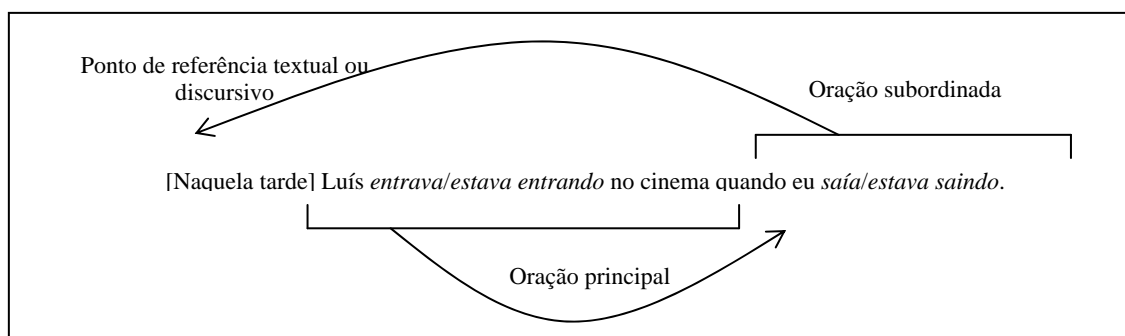 Ponto de referência textual ou
discursivo
Oração subordinada
[Naquela tarde] Luís entrava/estava entrando no cinema quando eu saía/estava saindo.
Oração principal